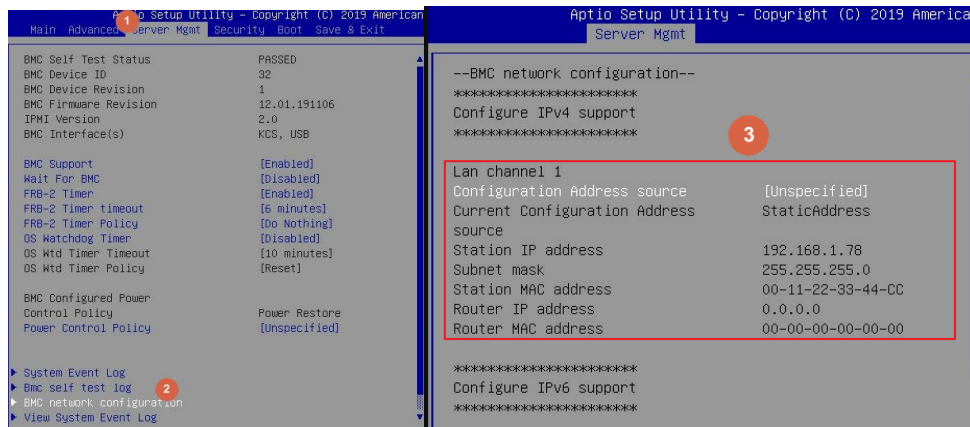 Aptio Setup Utility – Copyright (C) 2019 American
1
Main Advanced Server Mgmt Security Boot Save & Exit
BMC Self Test Status PASSED
BMC Device ID 32
BMC Device Revision 1
BMC Firmware Revision 12.01.191106
IPMI Version 2.0
BMC Interface(s) KCS, USB
BMC Support [Enabled]
Wait For BMC [Disabled]
FRB-2 Timer [Enabled]
FRB-2 Timer timeout [6 minutes]
FRB-2 Timer Policy [Do Nothing]
OS Watchdog Timer [Disabled]
OS Wtd Timer Timeout [10 minutes]
OS Wtd Timer Policy [Reset]
BMC Configured Power
Control Policy Power Restore
Power Control Policy [Unspecified]
System Event Log
Bmc self test log
2
BMC network configuration
View System Event Log
Aptio Setup Utility – Copyright (C) 2019 America
Server Mgmt
--BMC network configuration--
************************
Configure IPv4 support
************************
3
Lan channel 1
Configuration Address source [Unspecified]
Current Configuration Address StaticAddress
source
Station IP address 192.168.1.78
Subnet mask 255.255.255.0
Station MAC address 00-11-22-33-44-CC
Router IP address 0.0.0.0
Router MAC address 00-00-00-00-00-00
************************
Configure IPv6 support
************************